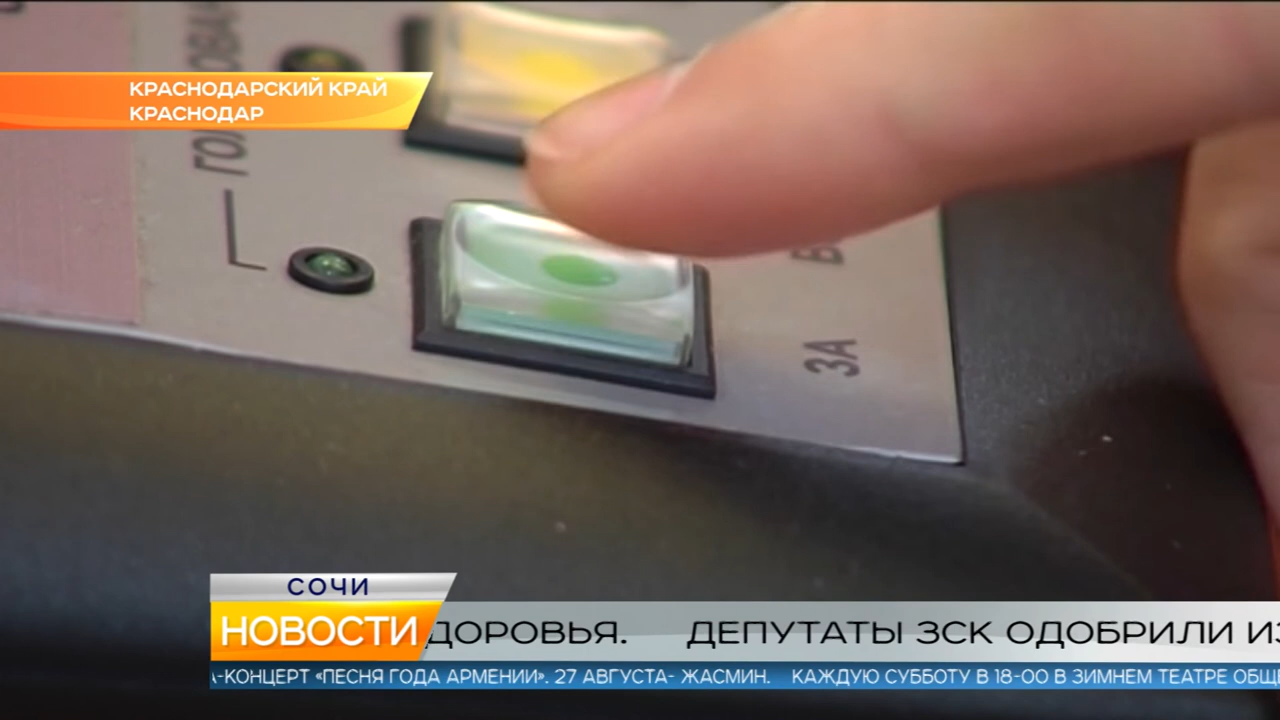 КРАСНОДАРСКИЙ КРАЙ
КРАСНОДАР
ЗА
СОЧИ
НОВОСТИ
ДОРОВЬЯ. ДЕПУТАТЫ ЗСК ОДОБРИЛИ ИЗ
А-КОНЦЕРТ «ПЕСНЯ ГОДА АРМЕНИИ». 27 АВГУСТА- ЖАСМИН. КАЖДУЮ СУББОТУ В 18-00 В ЗИМНЕМ ТЕАТРЕ ОБЩЕ